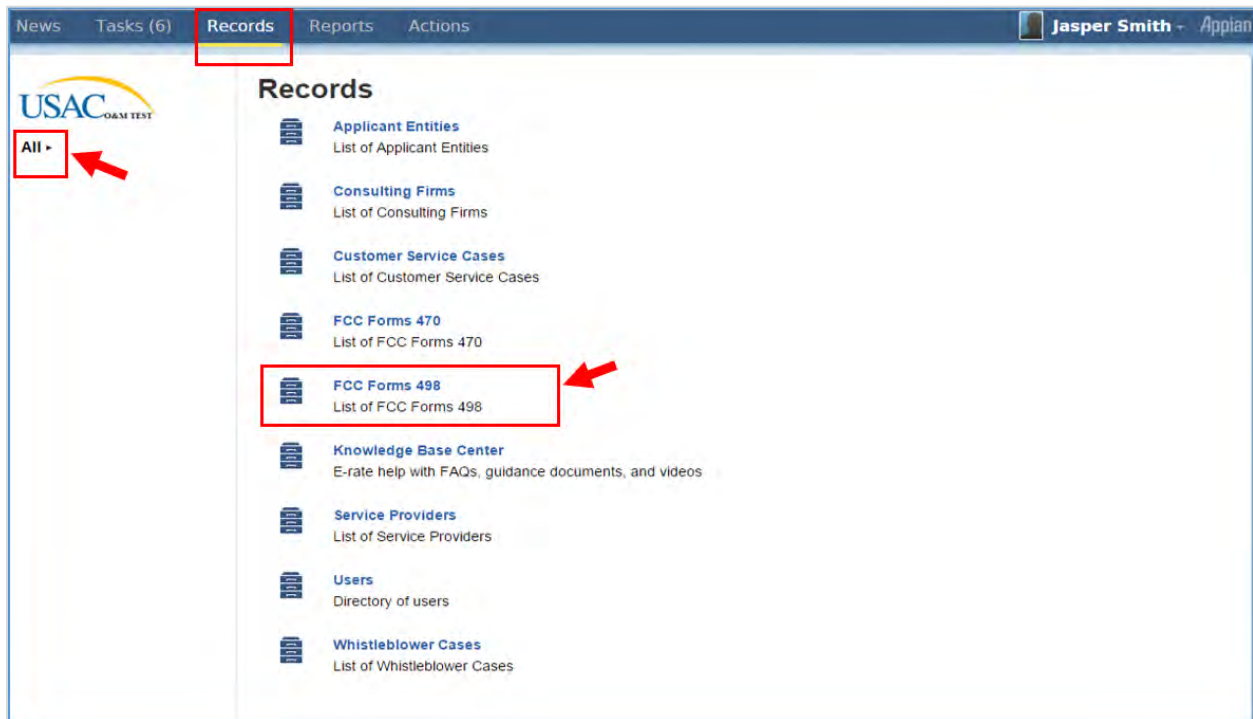 News Tasks (6) Records Reports Actions Jasper Smith Appian
USAC O&M TEST
All
Records
Applicant Entities
List of Applicant Entities
Consulting Firms
List of Consulting Firms
Customer Service Cases
List of Customer Service Cases
FCC Forms 470
List of FCC Forms 470
FCC Forms 498
List of FCC Forms 498
Knowledge Base Center
E-rate help with FAQs, guidance documents, and videos
Service Providers
List of Service Providers
Users
Directory of users
Whistleblower Cases
List of Whistleblower Cases